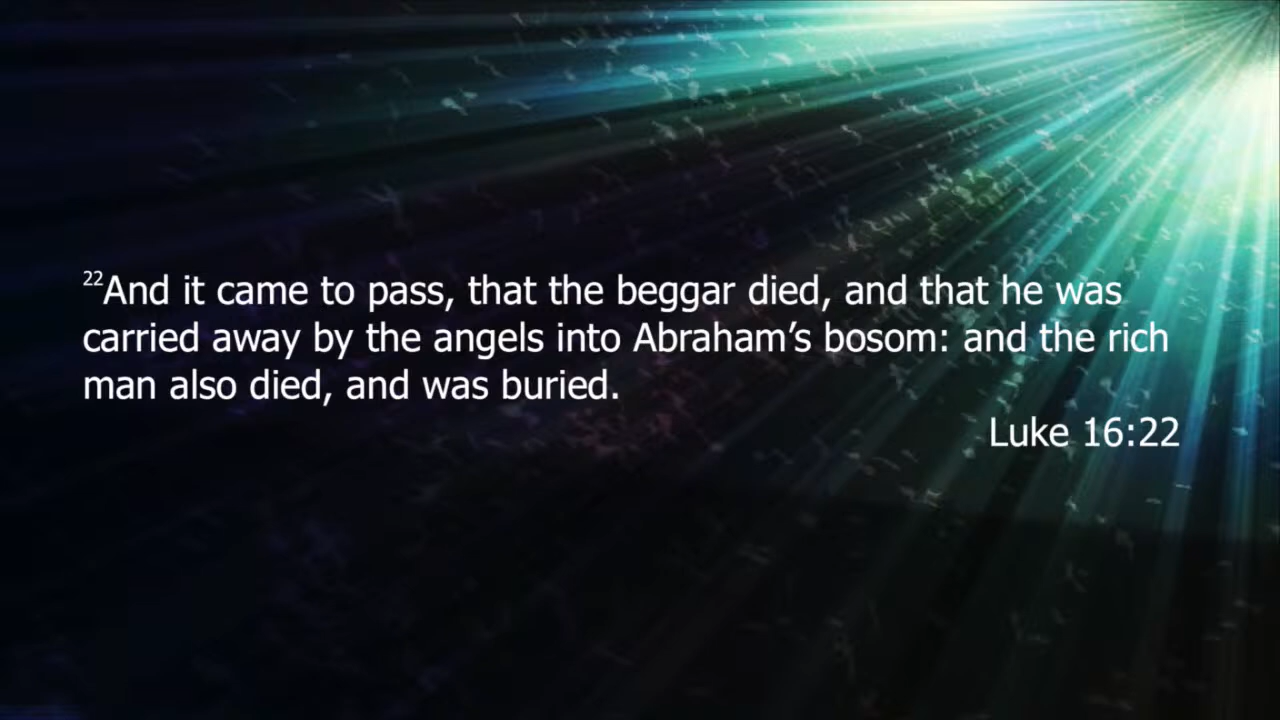 ²²And it came to pass, that the beggar died, and that he was
carried away by the angels into Abraham’s bosom: and the rich
man also died, and was buried.
Luke 16:22